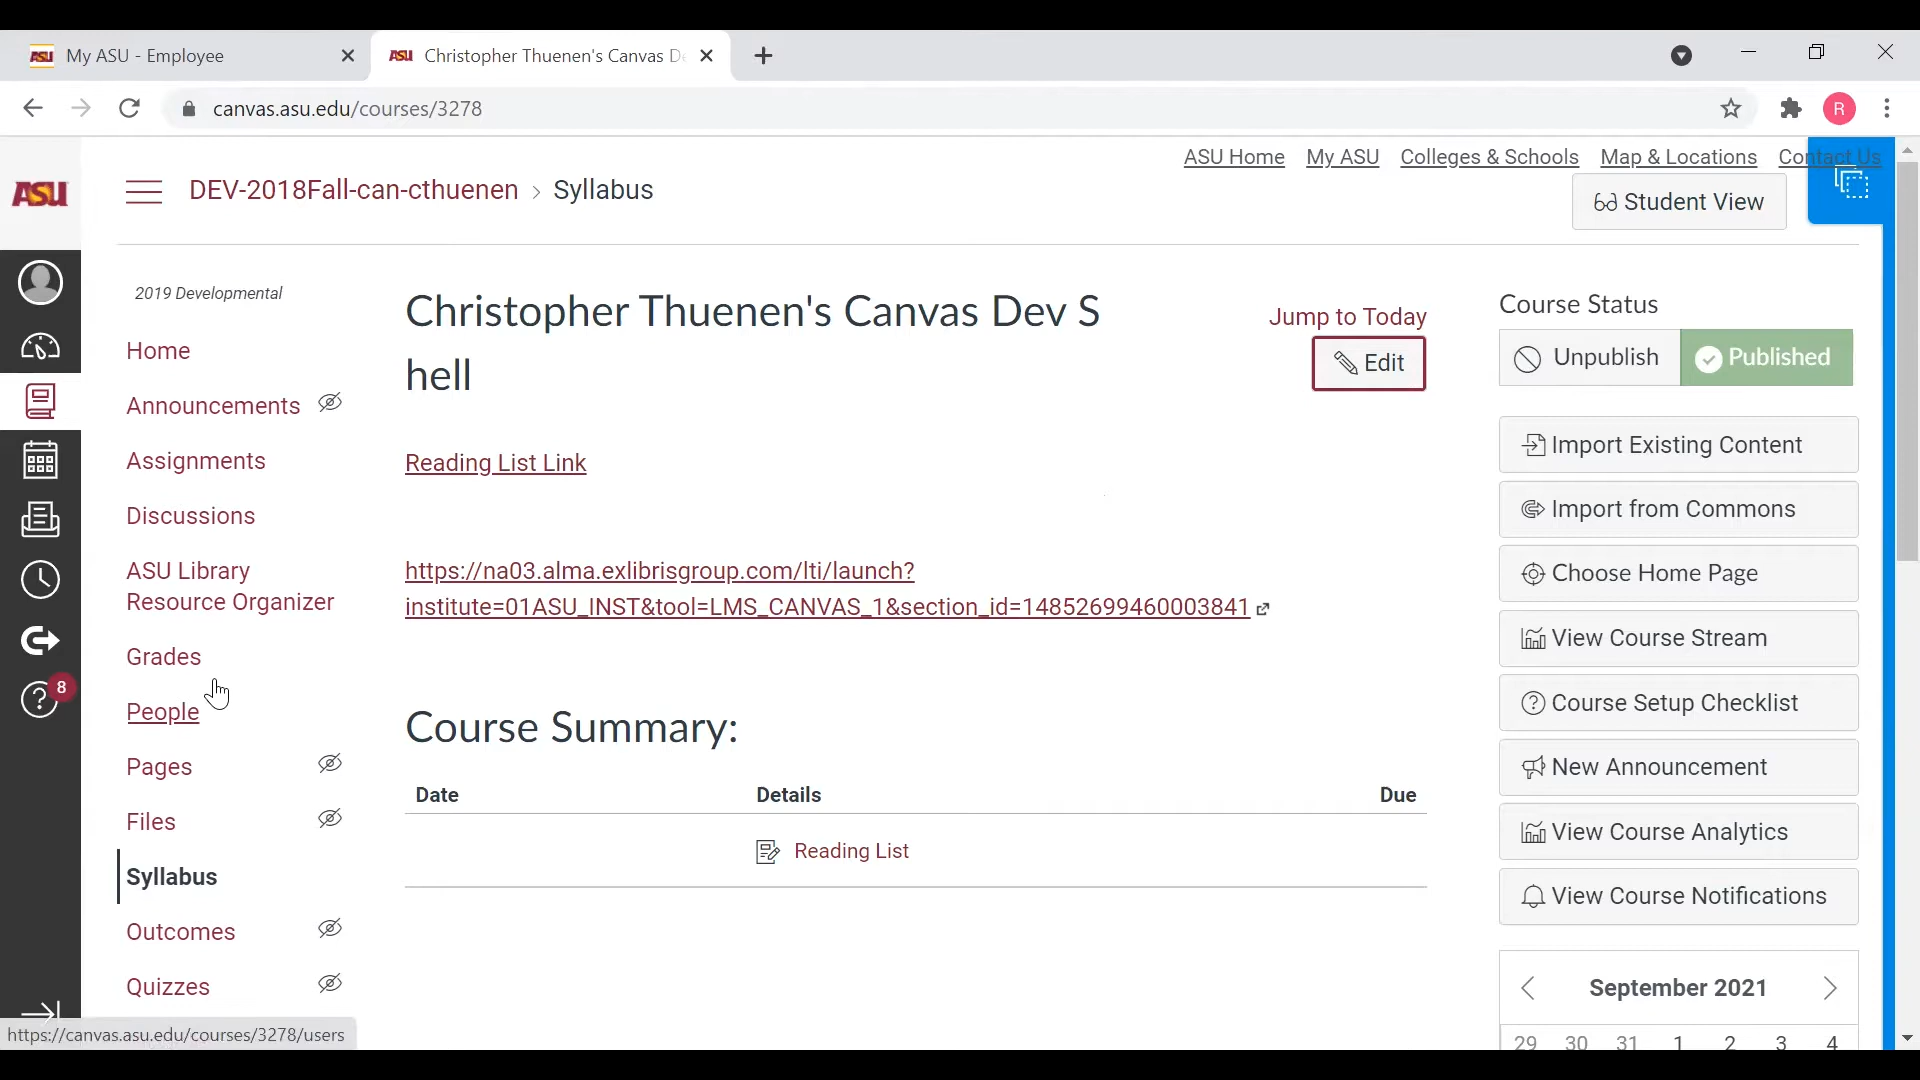 ASU My ASU - Employee
ASU Christopher Thuenen's Canvas De
canvas.asu.edu/courses/3278
R
ASU Home My ASU Colleges & Schools Map & Locations Contact Us
ASU
DEV-2018Fall-can-cthuenen › Syllabus
Student View
2019 Developmental
Home
Announcements
Assignments
Discussions
ASU Library
Resource Organizer
Grades
People
Pages
Files
Syllabus
Outcomes
Quizzes
8
https://canvas.asu.edu/courses/3278/users
Christopher Thuenen's Canvas Dev S
hell
Jump to Today
Edit
Reading List Link
https://na03.alma.exlibrisgroup.com/lti/launch?
institute=01ASU_INST&tool=LMS_CANVAS_1&section_id=14852699460003841
Course Summary:
Date Details Due
Reading List
Course Status
Unpublish Published
Import Existing Content
Import from Commons
Choose Home Page
View Course Stream
Course Setup Checklist
New Announcement
View Course Analytics
View Course Notifications
September 2021
29 30 31 1 2 3 4